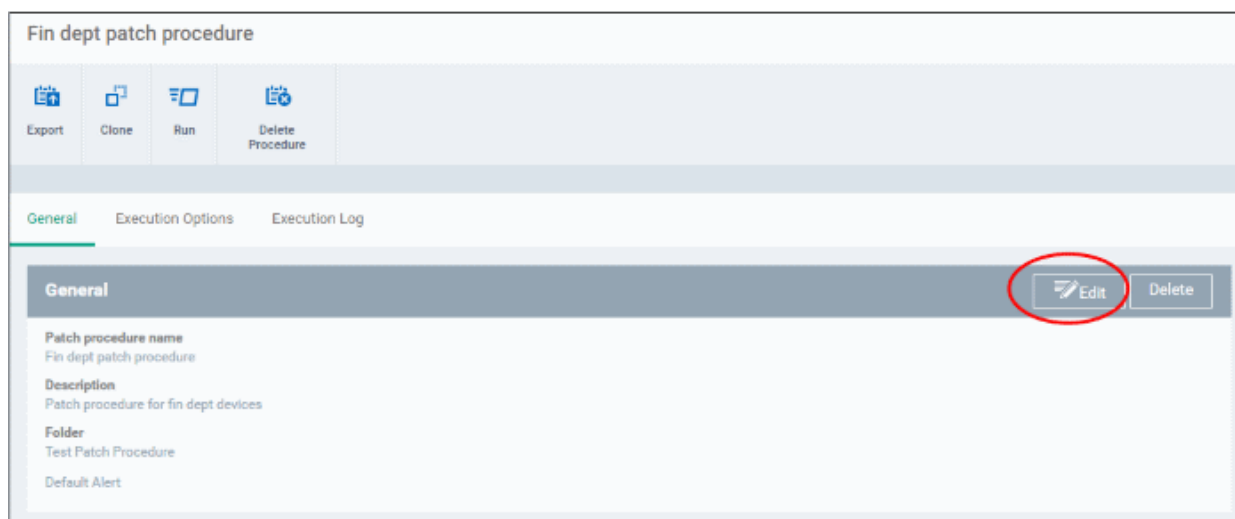 Fin dept patch procedure
Export Clone Run Delete
Procedure
General Execution Options Execution Log
General Edit Delete
Patch procedure name
Fin dept patch procedure
Description
Patch procedure for fin dept devices
Folder
Test Patch Procedure
Default Alert